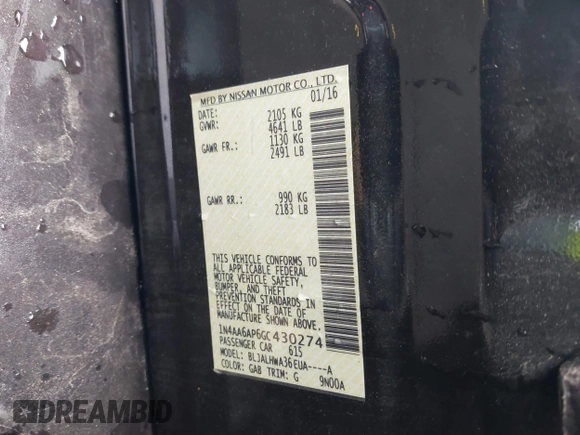 MFD BY NISSAN MOTOR CO., LTD.
DATE: 01/16
GVWR: 2105 KG
4641 LB
GAWR FR.: 1130 KG
2491 LB
GAWR RR.: 990 KG
2183 LB
THIS VEHICLE CONFORMS TO
ALL APPLICABLE FEDERAL
MOTOR VEHICLE SAFETY,
BUMPER, AND THEFT
PREVENTION STANDARDS IN
EFFECT ON THE DATE OF
MANUFACTURE SHOWN ABOVE.
1N4AA6AP6GC430274
PASSENGER CAR 615
MODEL: BLJALHWA36EUA----A
COLOR: GAB TRIM: G 9N00A
DREAMBID